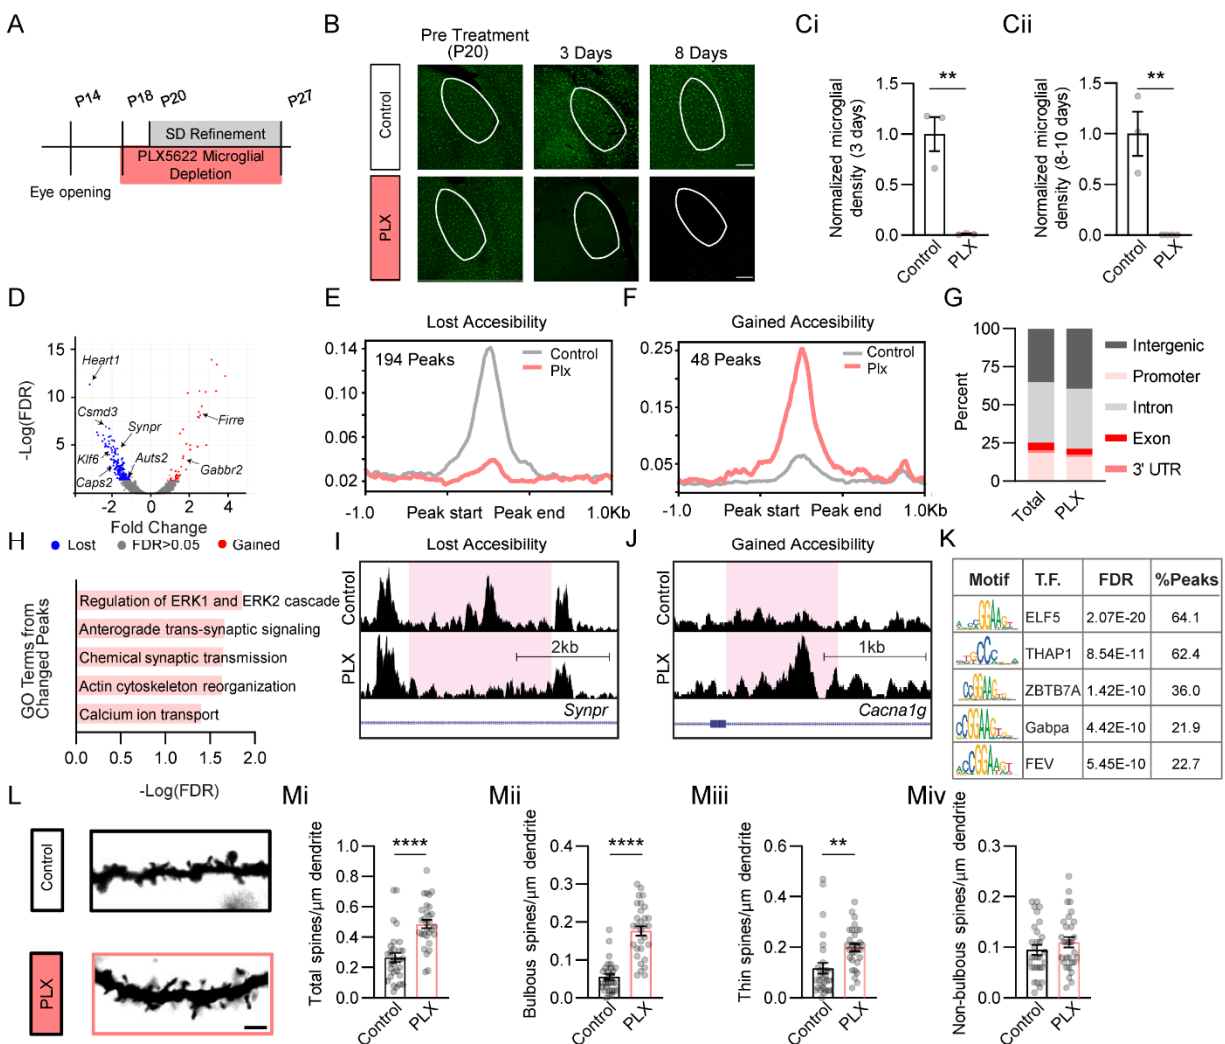 A
P14
P18
P20
P27
SD Refinement
PLX5622 Microglial
Depletion
Eye opening
B
Pre Treatment
(P20)
3 Days
8 Days
Control
PLX
Ci
Normalized microglial
density (3 days)
1.5
1.0
0.5
0.0
**
Control
PLX
Cii
Normalized microglial
density (8-10 days)
1.5
1.0
0.5
0.0
**
Control
PLX
D
-Log(FDR)
15
10
5
Heart1
Csmd3
Synpr
Klf6
Auts2
Caps2
Firre
Gabbr2
-2
0
2
4
Fold Change
Lost
FDR>0.05
Gained
E
Lost Accesibility
194 Peaks
Control
Plx
0.14
0.10
0.06
0.02
-1.0
Peak start
Peak end
1.0Kb
F
Gained Accesibility
48 Peaks
Control
Plx
0.25
0.15
0.05
-1.0
Peak start
Peak end
1.0Kb
G
Percent
100
75
50
25
0
Total
PLX
Intergenic
Promoter
Intron
Exon
3' UTR
H
GO Terms from
Changed Peaks
Regulation of ERK1 and ERK2 cascade
Anterograde trans-synaptic signaling
Chemical synaptic transmission
Actin cytoskeleton reorganization
Calcium ion transport
0.0
0.5
1.0
1.5
2.0
-Log(FDR)
I
Lost Accesibility
Control
PLX
2kb
Synpr
J
Gained Accesibility
1kb
Cacna1g
K
Motif T.F. FDR %Peaks
ELF5 2.07E-20 64.1
THAP1 8.54E-11 62.4
ZBTB7A 1.42E-10 36.0
Gabpa 4.42E-10 21.9
FEV 5.45E-10 22.7
L
Control
PLX
Mi
Total spines/µm dendrite
1.0
0.8
0.6
0.4
0.2
0.0
****
Control
PLX
Mii
Bulbous spines/µm dendrite
0.4
0.3
0.2
0.1
0.0
****
Control
PLX
Miii
Thin spines/µm dendrite
0.6
0.4
0.2
0.0
**
Control
PLX
Miv
Non-bulbous spines/µm dendrite
0.3
0.2
0.1
0.0
Control
PLX